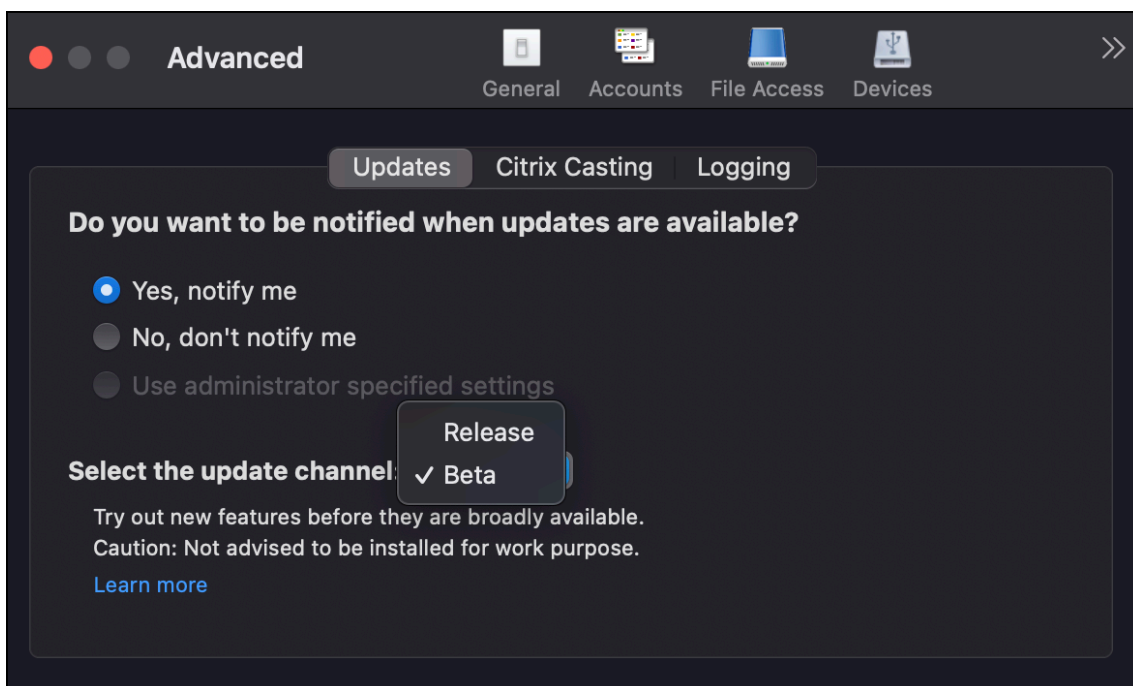 Advanced
General Accounts File Access Devices
Updates Citrix Casting Logging
Do you want to be notified when updates are available?
Yes, notify me
No, don't notify me
Use administrator specified settings
Release
Select the update channel:
✓ Beta
Try out new features before they are broadly available.
Caution: Not advised to be installed for work purpose.
Learn more